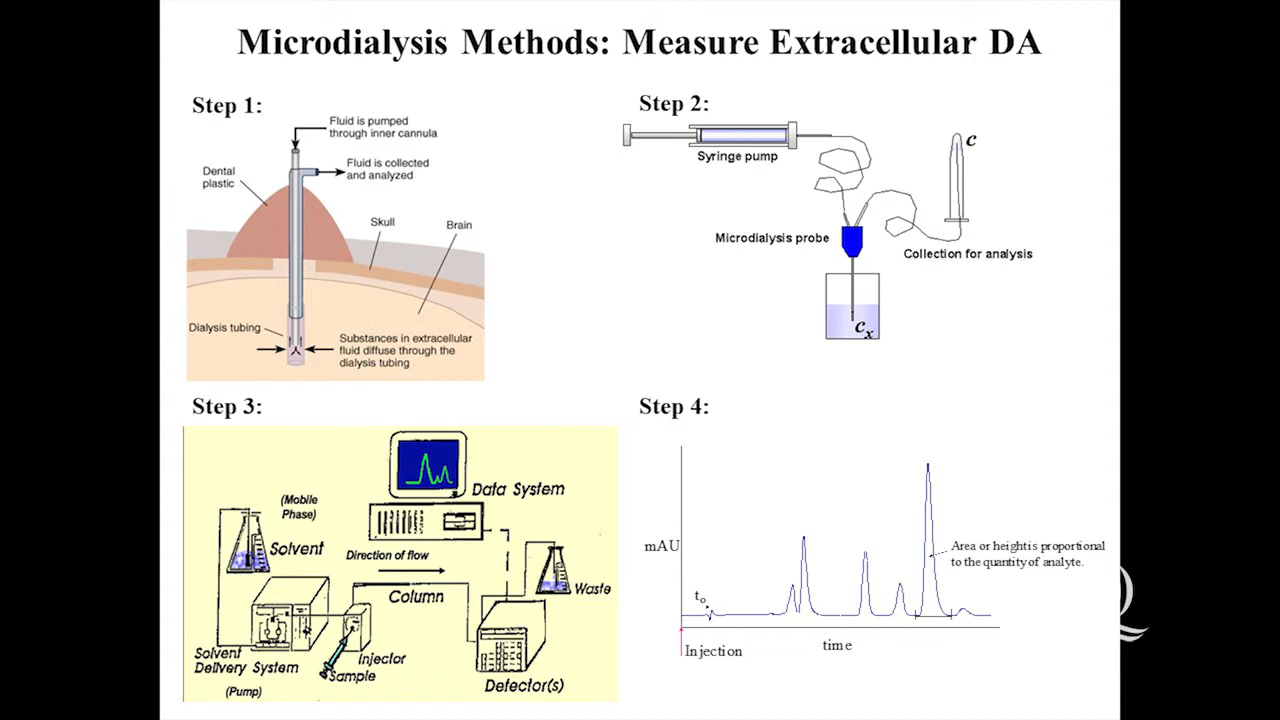 Microdialysis Methods: Measure Extracellular DA
Step 1:
Fluid is pumped
through inner cannula
Fluid is collected
and analyzed
Dental
plastic
Skull
Brain
Dialysis tubing
Substances in extracellular
fluid diffuse through the
dialysis tubing
Step 2:
Syringe pump
c
Microdialysis probe
Collection for analysis
cx
Step 3:
Data System
(Mobile
Phase)
Solvent
Direction of flow
Column
Waste
Solvent
Delivery System
(Pump)
Injector
Sample
Detector(s)
Step 4:
mAU
Area or height is proportional
to the quantity of analyte.
to
Injection
time